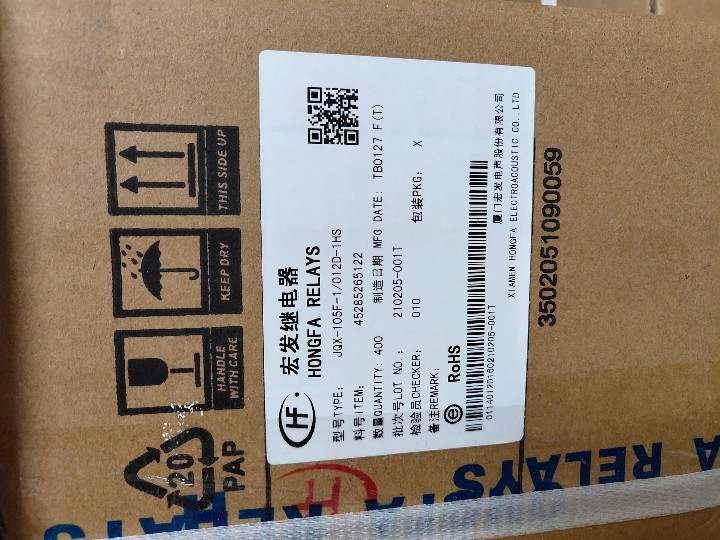 THIS SIDE UP
KEEP DRY
HANDLE
WITH CARE
20
PAP
HF
宏发继电器
HONGFA RELAYS
型号TYPE: JQX-105F-1/012D-1HS
料号ITEM: 45285265122
数量QUANTITY: 400 制造日期 MFG DATE: TB0127 F(T)
批次号LOT NO.: 210205-001T
检验员CHECKER: 010 包装PKG: X
备注REMARK:
e RoHS
011401120160210205-001T
厦门宏发电声股份有限公司
XIAMEN HONGFA ELECTROACOUSTIC CO., LTD
3502051090059
A RELAYS